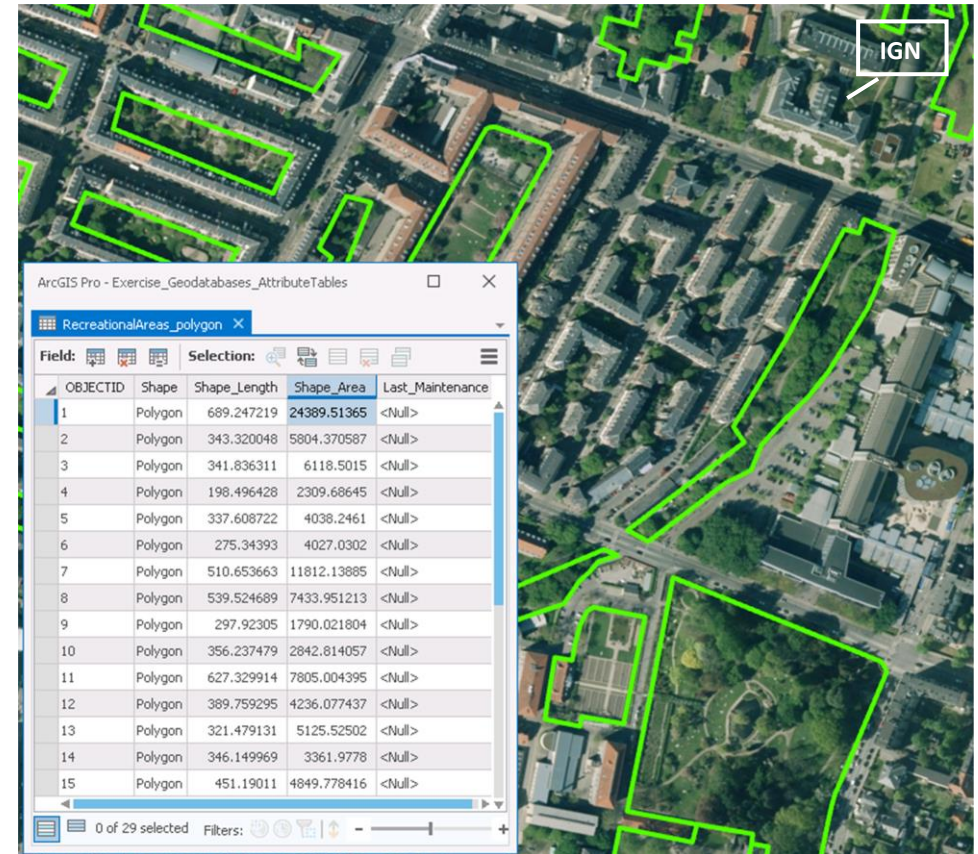 IGN
ArcGIS Pro - Exercise_Geodatabases_AttributeTables
RecreationalAreas_polygon
Field: Selection:
OBJECTID Shape Shape_Length Shape_Area Last_Maintenance
1 Polygon 689.247219 24389.51365 <Null>
2 Polygon 343.320048 5804.370587 <Null>
3 Polygon 341.836311 6118.5015 <Null>
4 Polygon 198.496428 2309.68645 <Null>
5 Polygon 337.608722 4038.2461 <Null>
6 Polygon 275.34393 4027.0302 <Null>
7 Polygon 510.653663 11812.13885 <Null>
8 Polygon 539.524689 7433.951213 <Null>
9 Polygon 297.92305 1790.021804 <Null>
10 Polygon 356.237479 2842.814057 <Null>
11 Polygon 627.329914 7805.004395 <Null>
12 Polygon 389.759295 4236.077437 <Null>
13 Polygon 321.479131 5125.52502 <Null>
14 Polygon 346.149969 3361.9778 <Null>
15 Polygon 451.19011 4849.778416 <Null>
0 of 29 selected Filters: - +